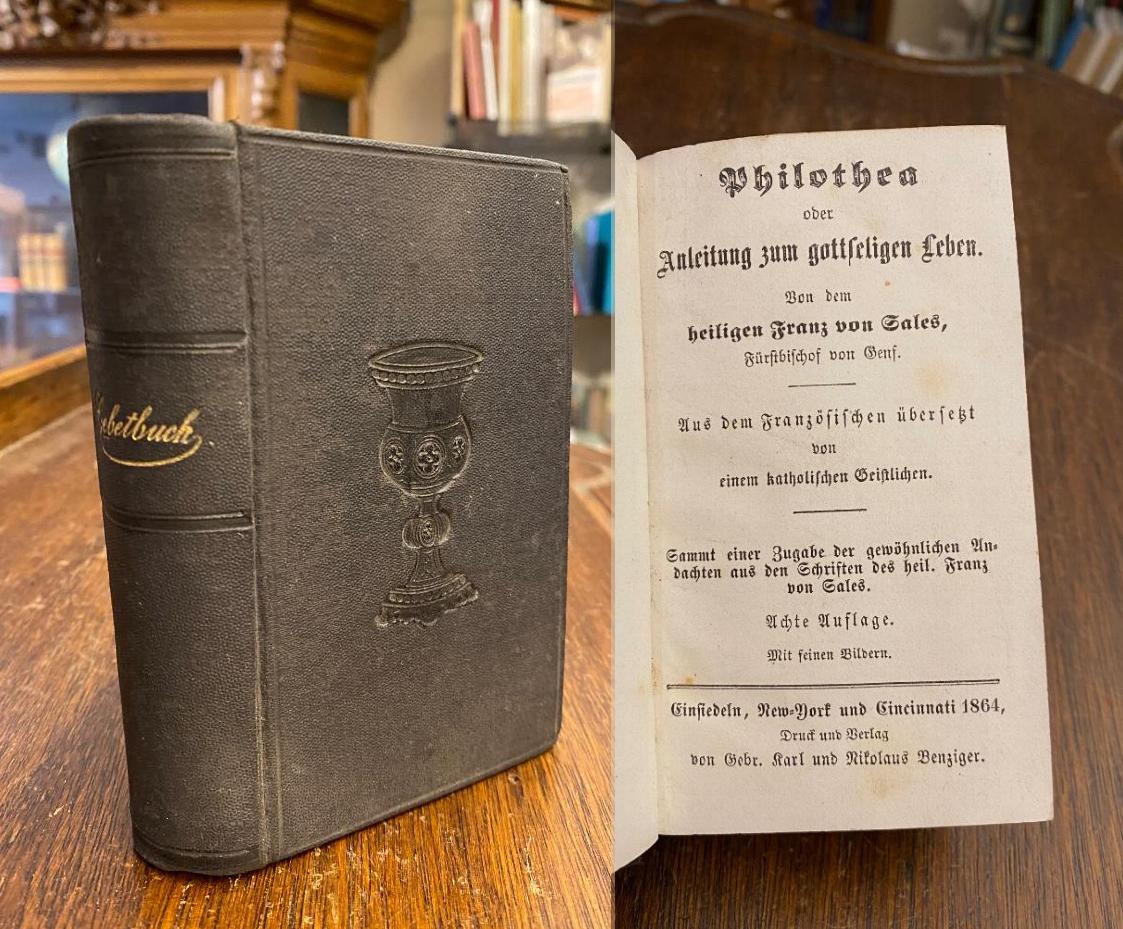 Gebetbuch
Philothea
oder
Anleitung zum gottſeligen Leben.
Von dem
heiligen Franz von Sales,
Fürſtbiſchof von Genf.
Aus dem Franzöſiſchen überſetzt
von
einem katholiſchen Geiſtlichen.
Sammt einer Zugabe der gewöhnlichen An⸗
dachten aus den Schriften des heil. Franz
von Sales.
Achte Auflage.
Mit feinen Bildern.
Einſiedeln, New⸗York und Cincinnati 1864,
Druck und Verlag
von Gebr. Karl und Nikolaus Benziger.